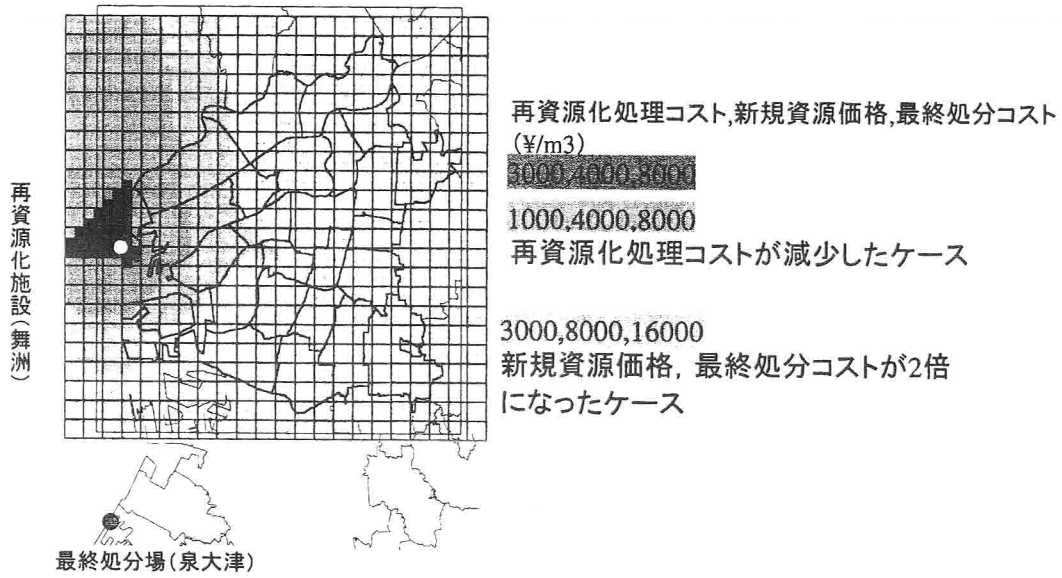 再資源化処理コスト,新規資源価格,最終処分コスト
(¥/m3)
3000,4000,8000
1000,4000,8000
再資源化処理コストが減少したケース
3000,8000,16000
新規資源価格, 最終処分コストが2倍
になったケース
再資源化施設(舞洲)
最終処分場(泉大津)